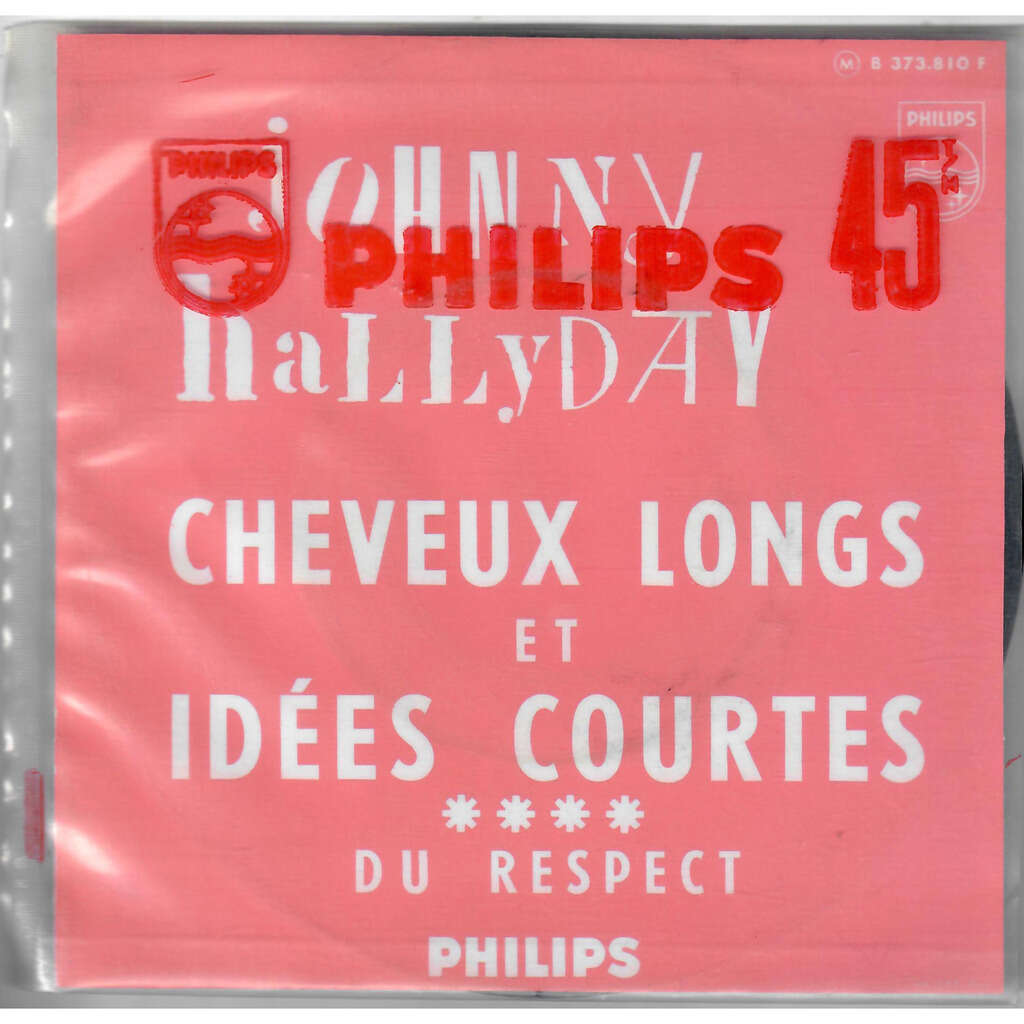 M B 373.810 F
PHILIPS
JOHNNY
PHILIPS
PHILIPS
45 T/M
haLLyDAY
CHEVEUX LONGS
ET
IDÉES COURTES
****
DU RESPECT
PHILIPS